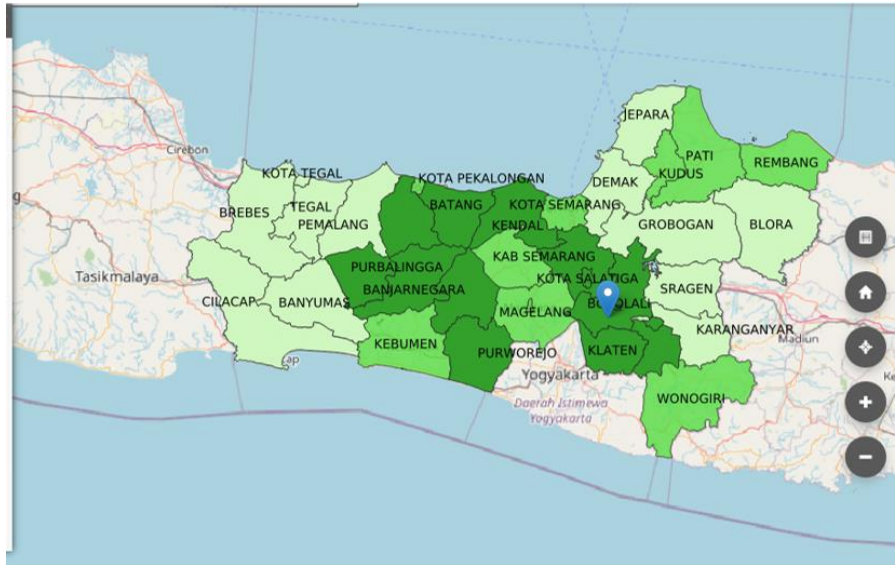 JEPARA
Cirebon
PATI
REMBANG
KOTA TEGAL
KOTA PEKALONGAN
KUDUS
DEMAK
BREBES
TEGAL
BATANG
KOTA SEMARANG
PEMALANG
KENDAL
GROBOGAN
BLORA
KAB SEMARANG
PURBALINGGA
Tasikmalaya
KOTA SALATIGA
BANJARNEGARA
SRAGEN
CILACAP
BANYUMAS
MAGELANG
KARANGANYAR
Madiun
KEBUMEN
PURWOREJO
KLATEN
ap
Yogyakarta
Daerah Istimewa
Yogyakarta
WONOGIRI